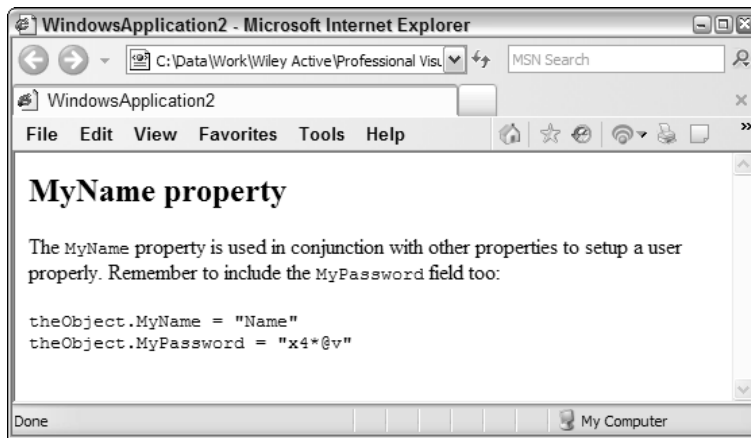 WindowsApplication2 - Microsoft Internet Explorer
C:\Data\Work\Wiley Active\Professional Visu
MSN Search
WindowsApplication2
File Edit View Favorites Tools Help
»
MyName property
The MyName property is used in conjunction with other properties to setup a user
properly. Remember to include the MyPassword field too:
theObject.MyName = "Name"
theObject.MyPassword = "x4*@v"
Done
My Computer